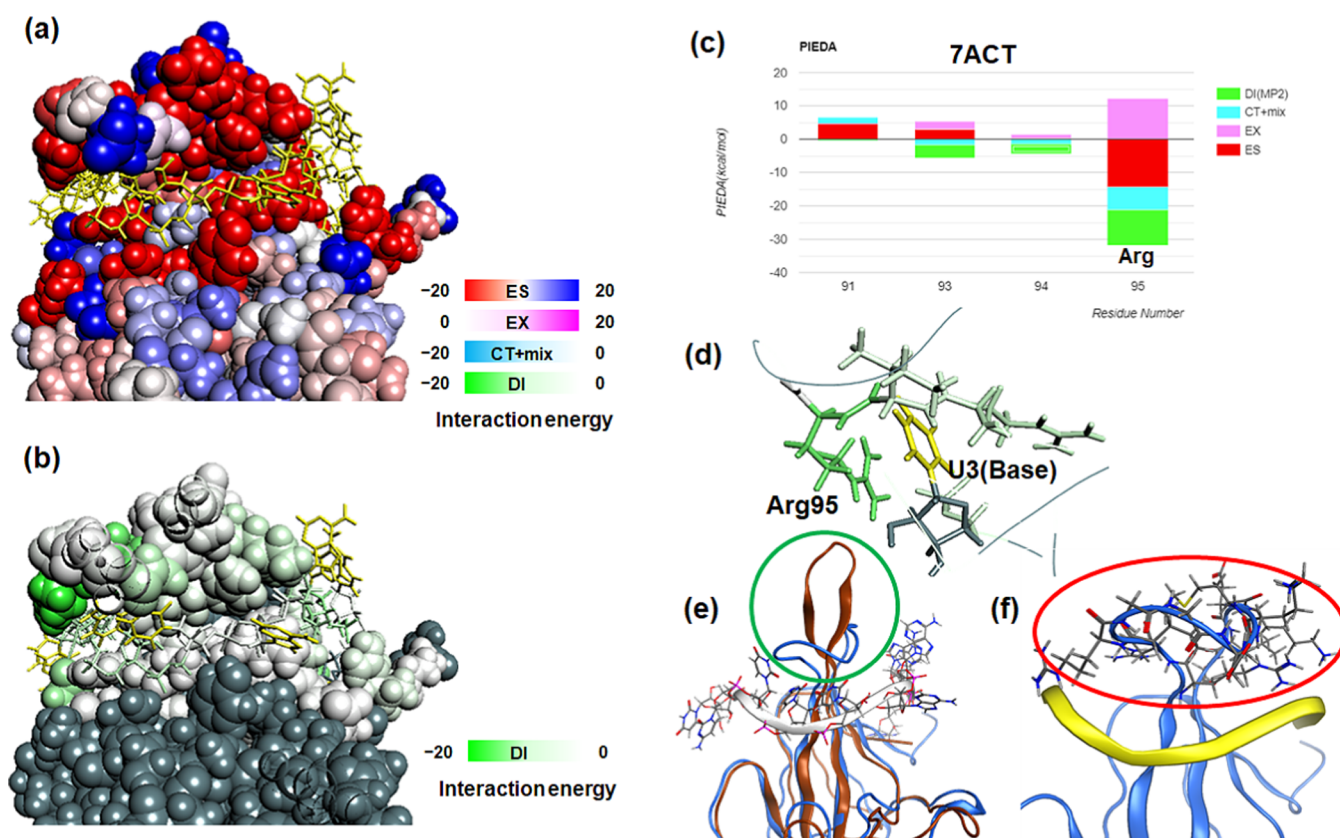 (a)
−20 ES 20
0 EX 20
−20 CT+mix 0
−20 DI 0
Interaction energy
(b)
−20 DI 0
Interaction energy
(c)
PIEDA
7ACT
20
10
0
−10
−20
−30
−40
PIEDA(kcal/mol)
91 93 94 95
Arg
Residue Number
DI(MP2)
CT+mix
EX
ES
(d)
U3(Base)
Arg95
(e)
(f)